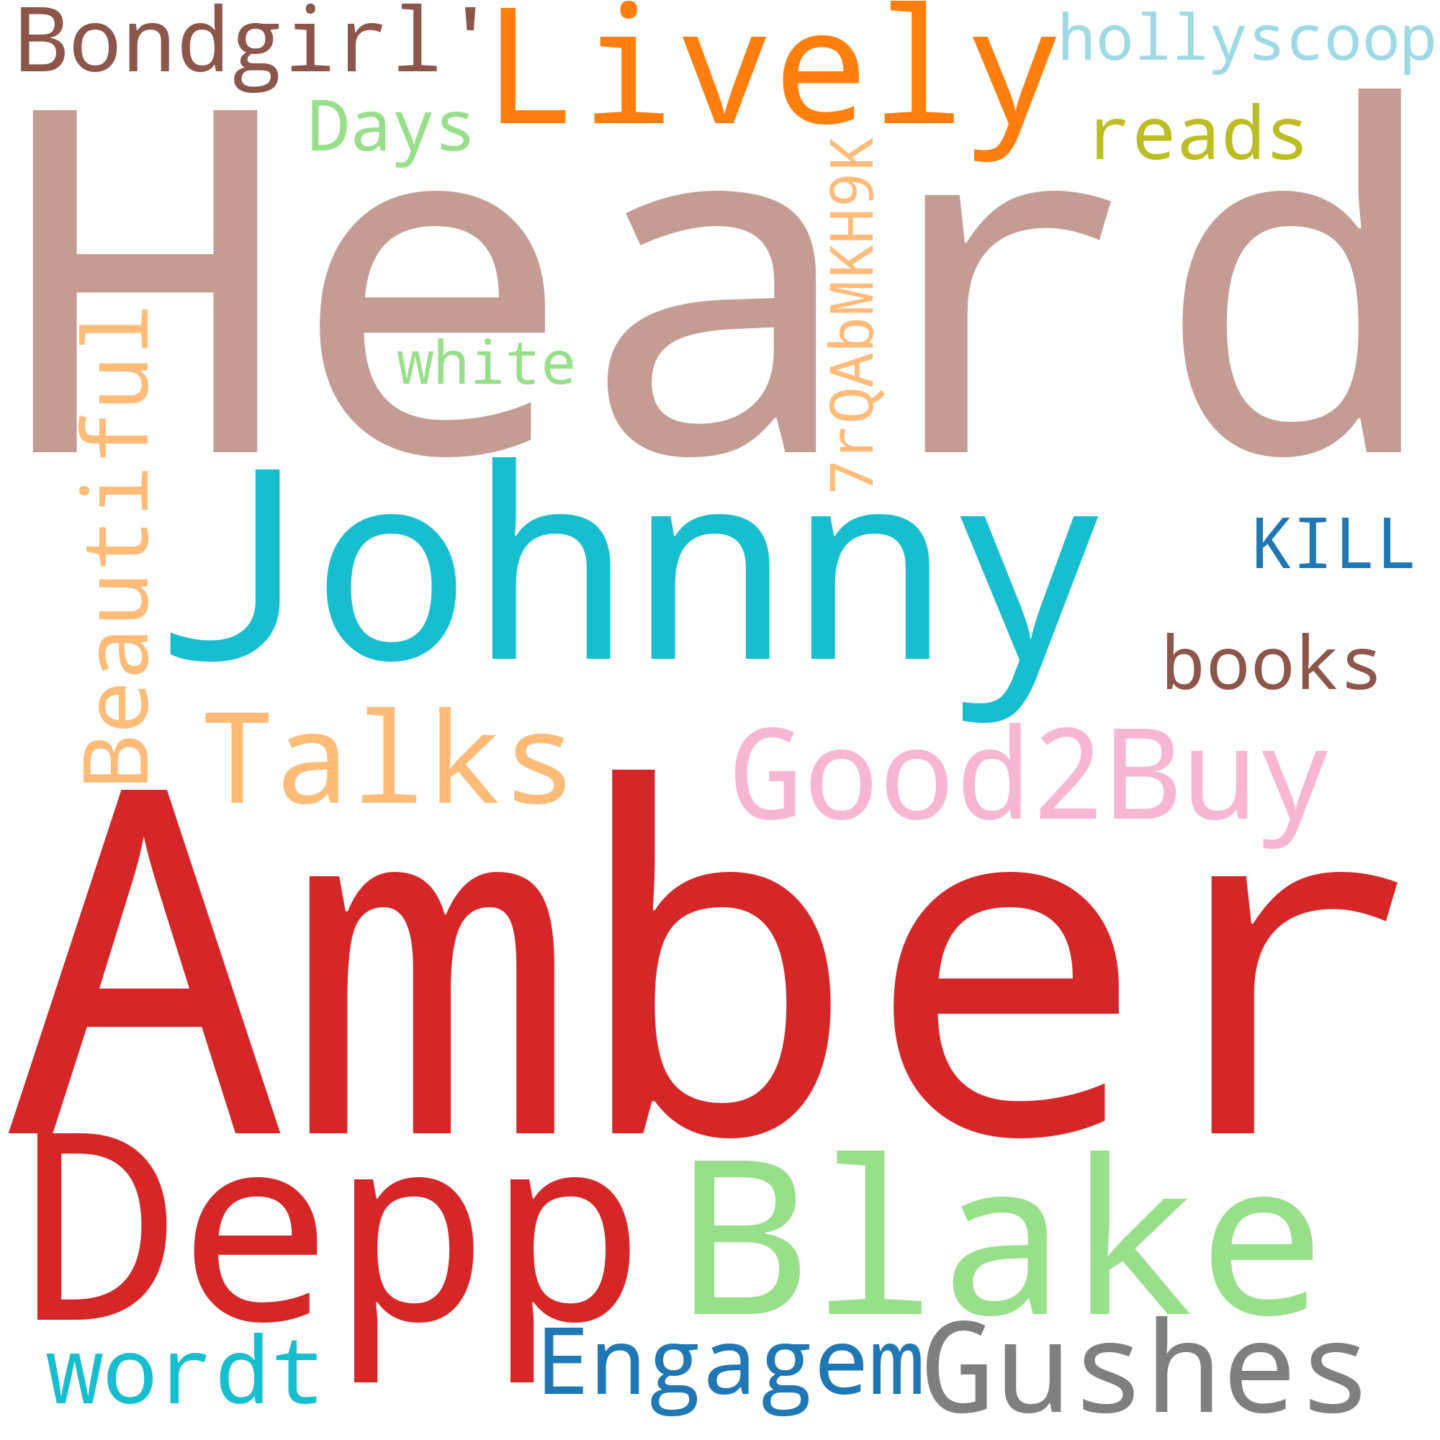 Bondgirl'
Lively
hollyscoop
Days
reads
Heard
7rQAbMKH9K
white
Beautiful
Johnny
KILL
books
Talks
Good2Buy
Amber
Depp
Blake
wordt
Engagem
Gushes